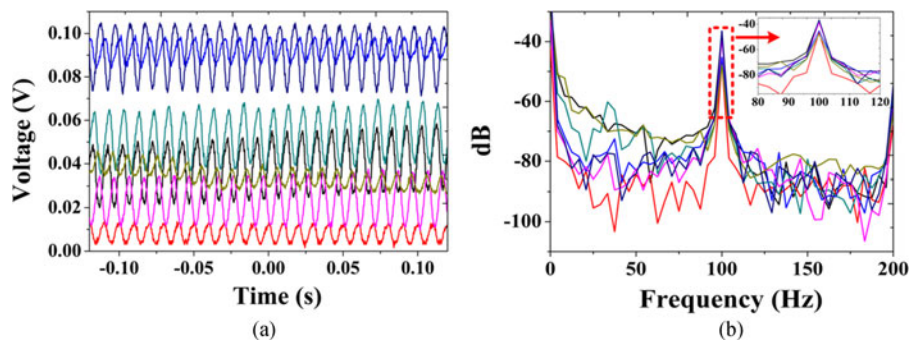 0.10
0.08
0.06
0.04
0.02
0.00
Voltage (V)
-0.10 -0.05 0.00 0.05 0.10
Time (s)
(a)
-40
-60
-80
-100
dB
0 50 100 150 200
Frequency (Hz)
(b)
-40
-60
-80
80 90 100 110 120